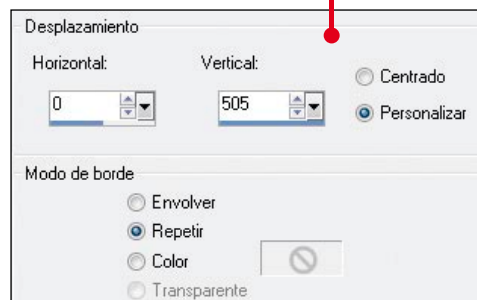 Desplazamiento
Horizontal: Vertical:
Centrado
0 505
Personalizar
Modo de borde
Envolver
Repetir
Color
Transparente